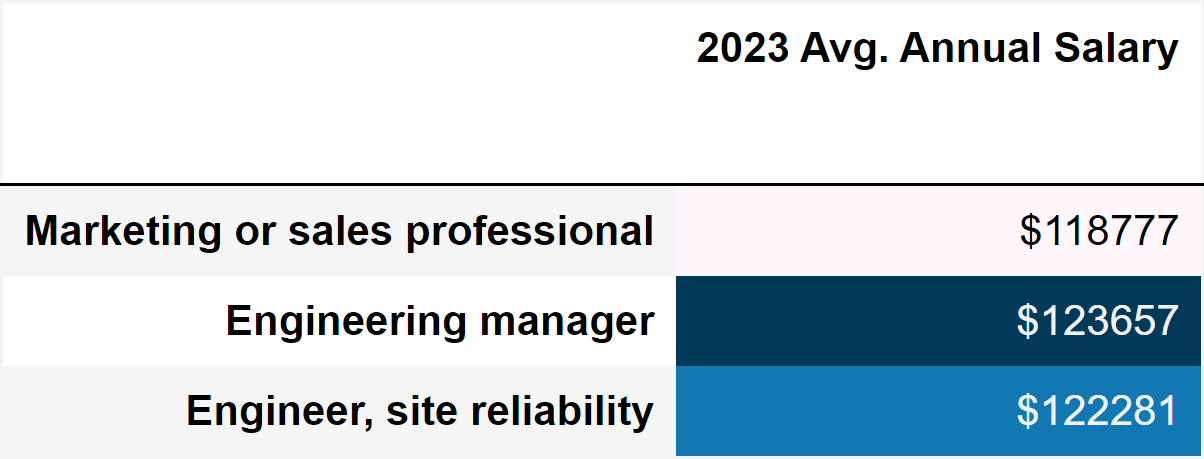 2023 Avg. Annual Salary
Marketing or sales professional $118777
Engineering manager $123657
Engineer, site reliability $122281